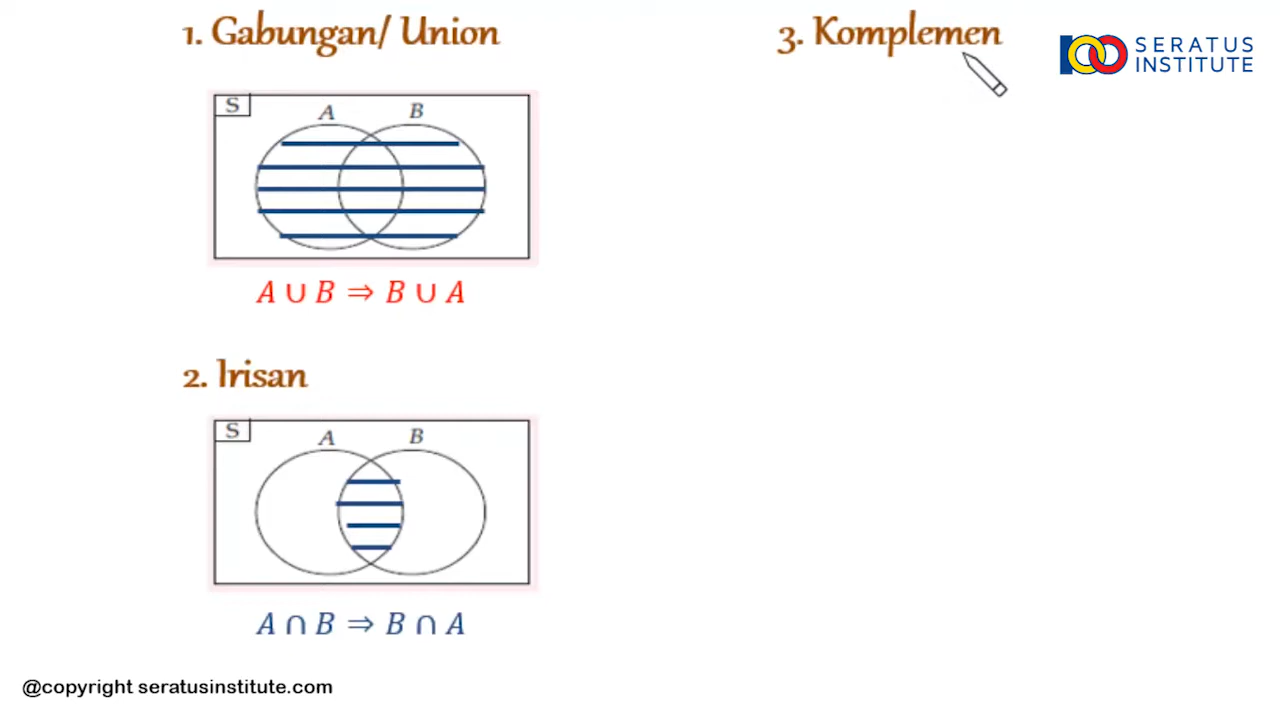 1. Gabungan/ Union
S
A B
A ∪ B ⇒ B ∪ A
2. Irisan
S
A B
A ∩ B ⇒ B ∩ A
3. Komplemen
SERATUS
INSTITUTE
@copyright seratusinstitute.com